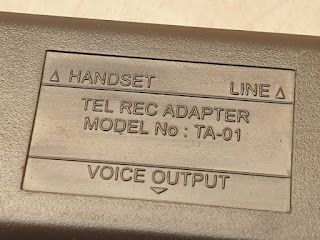 △ HANDSET LINE △
TEL REC ADAPTER
MODEL No : TA-01
VOICE OUTPUT